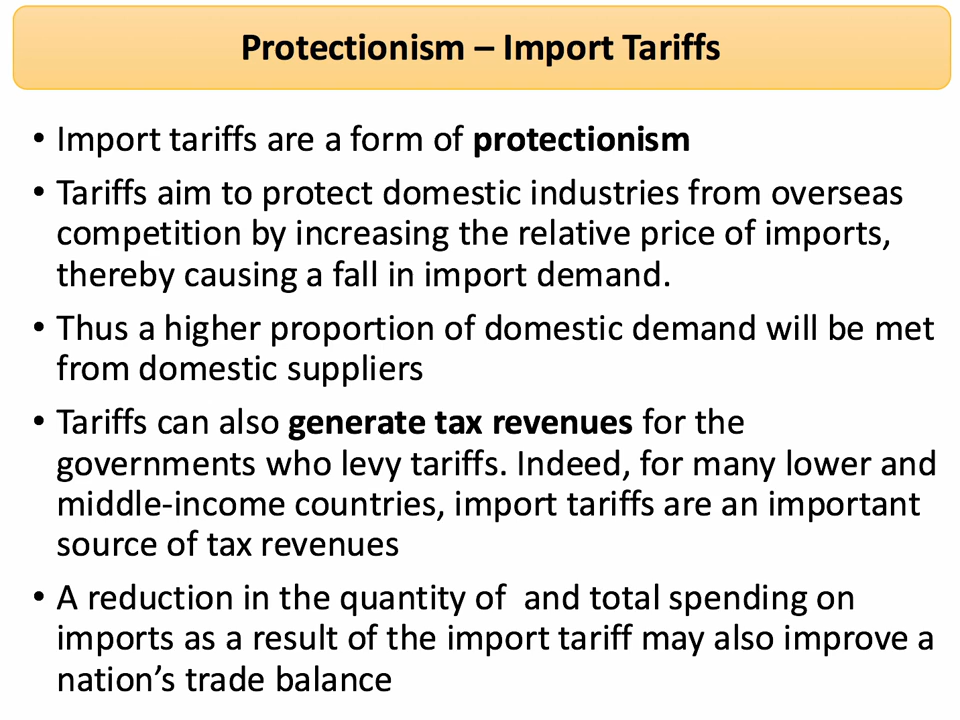 Protectionism – Import Tariffs
• Import tariffs are a form of protectionism
• Tariffs aim to protect domestic industries from overseas
competition by increasing the relative price of imports,
thereby causing a fall in import demand.
• Thus a higher proportion of domestic demand will be met
from domestic suppliers
• Tariffs can also generate tax revenues for the
governments who levy tariffs. Indeed, for many lower and
middle-income countries, import tariffs are an important
source of tax revenues
• A reduction in the quantity of  and total spending on
imports as a result of the import tariff may also improve a
nation’s trade balance